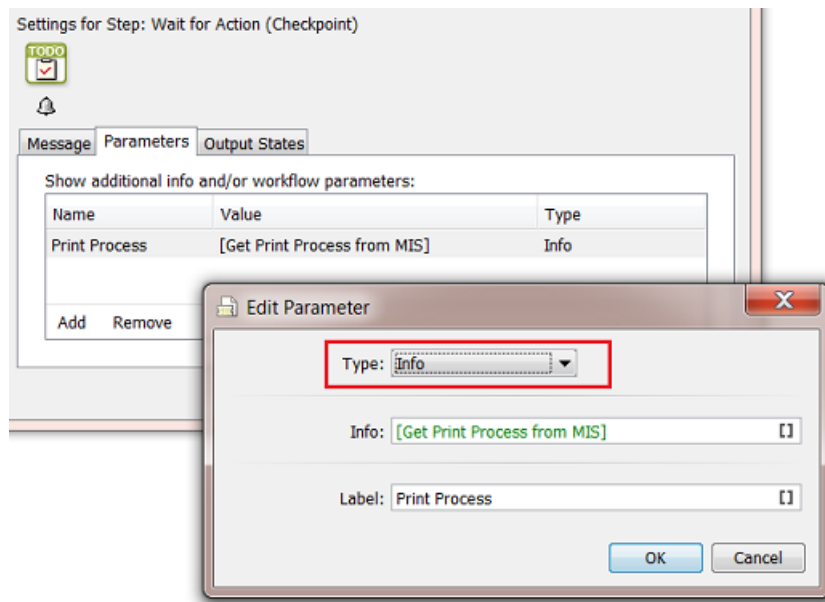 Settings for Step: Wait for Action (Checkpoint)
TODO
Message Parameters Output States
Show additional info and/or workflow parameters:
Name Value Type
Print Process [Get Print Process from MIS] Info
Add Remove
Edit Parameter
Type: Info
Info: [Get Print Process from MIS] []
Label: Print Process []
OK Cancel